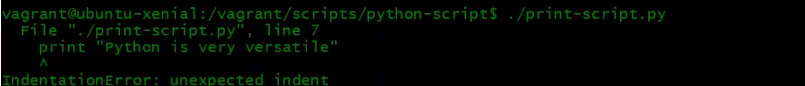 vagrant@ubuntu-xenial:/vagrant/scripts/python-script$ ./print-script.py
  File "./print-script.py", line 7
    print "Python is very versatile"
    ^
IndentationError: unexpected indent